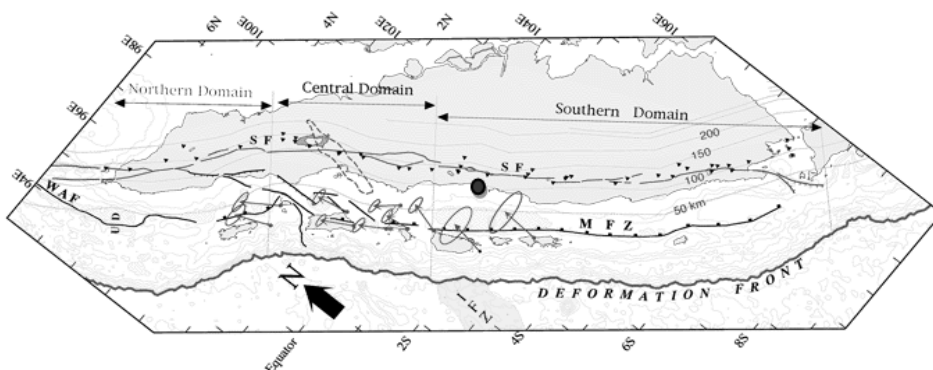 98E
6N
100E
4N
102E
2N
104E
106E
Northern Domain
Central Domain
Southern Domain
96E
200
S F
150
S F
100
94E
WAF
U D
50 km
M F Z
N
DEFORMATION FRONT
I F Z
Equator
2S
4S
6S
8S